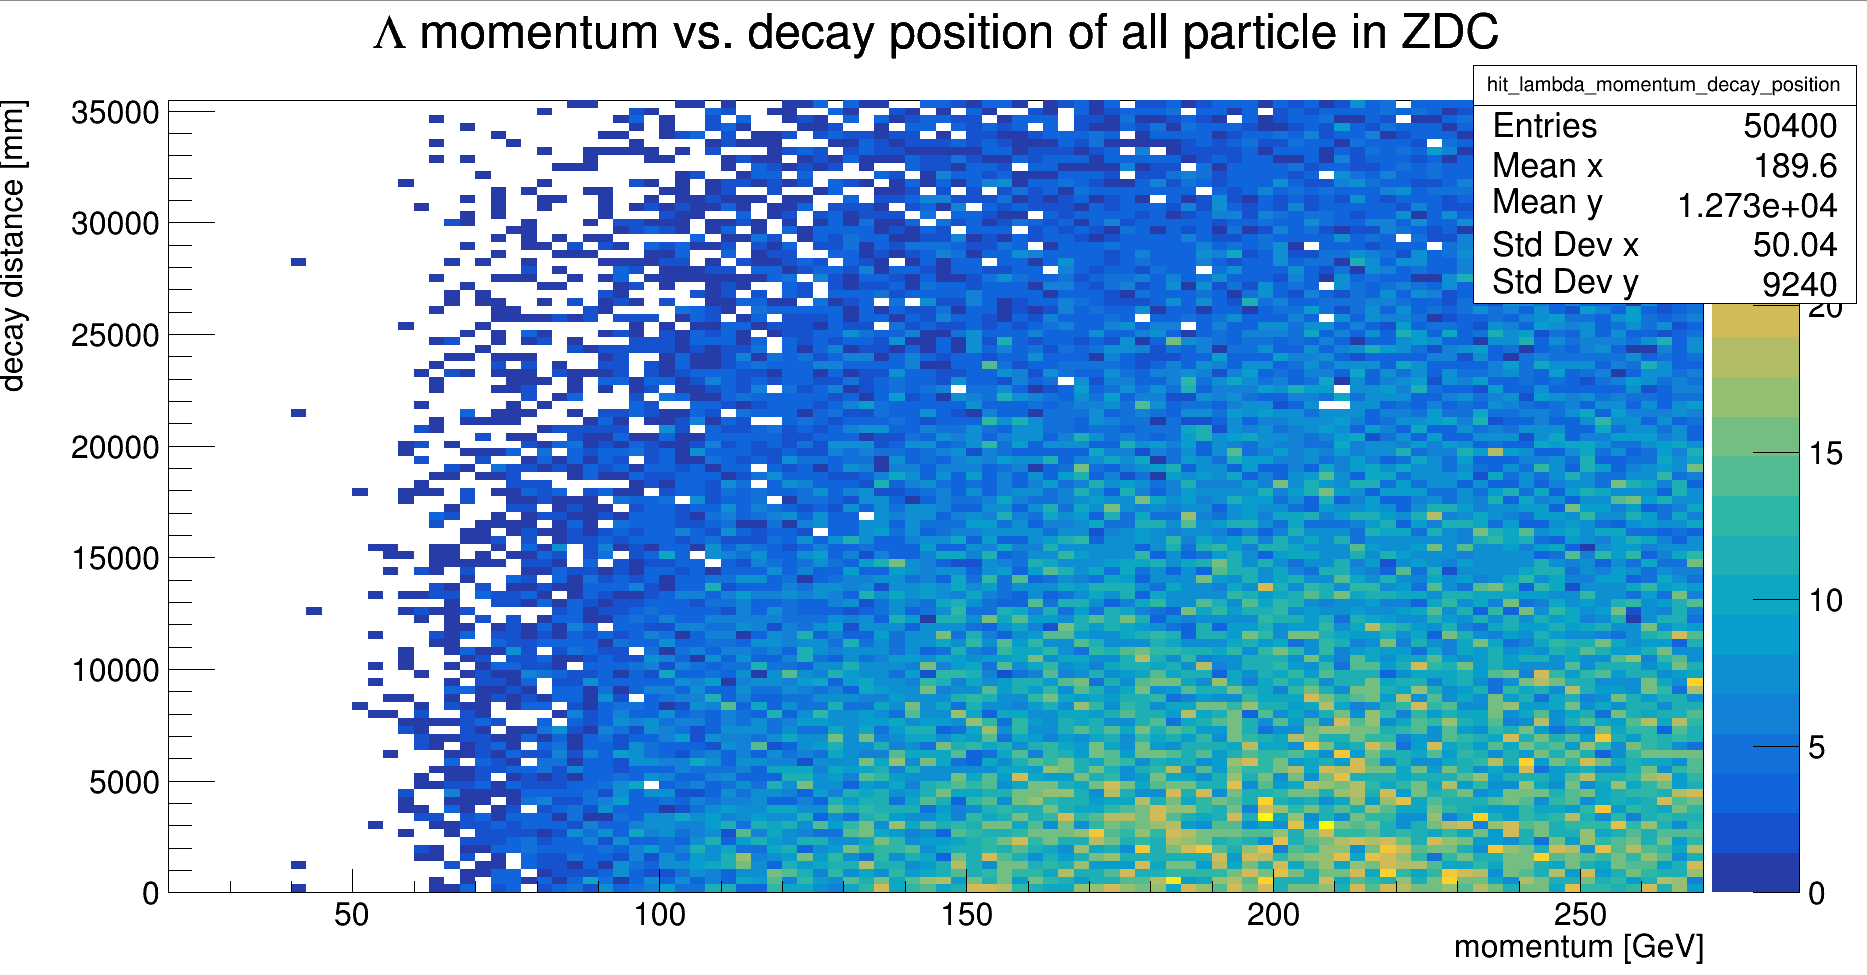 Λ momentum vs. decay position of all particle in ZDC
hit_lambda_momentum_decay_position
Entries 50400
Mean x 189.6
Mean y 1.273e+04
Std Dev x 50.04
Std Dev y 9240
decay distance [mm]
35000
30000
25000
20000
15000
10000
5000
0
50 100 150 200 250
momentum [GeV]
20
15
10
5
0